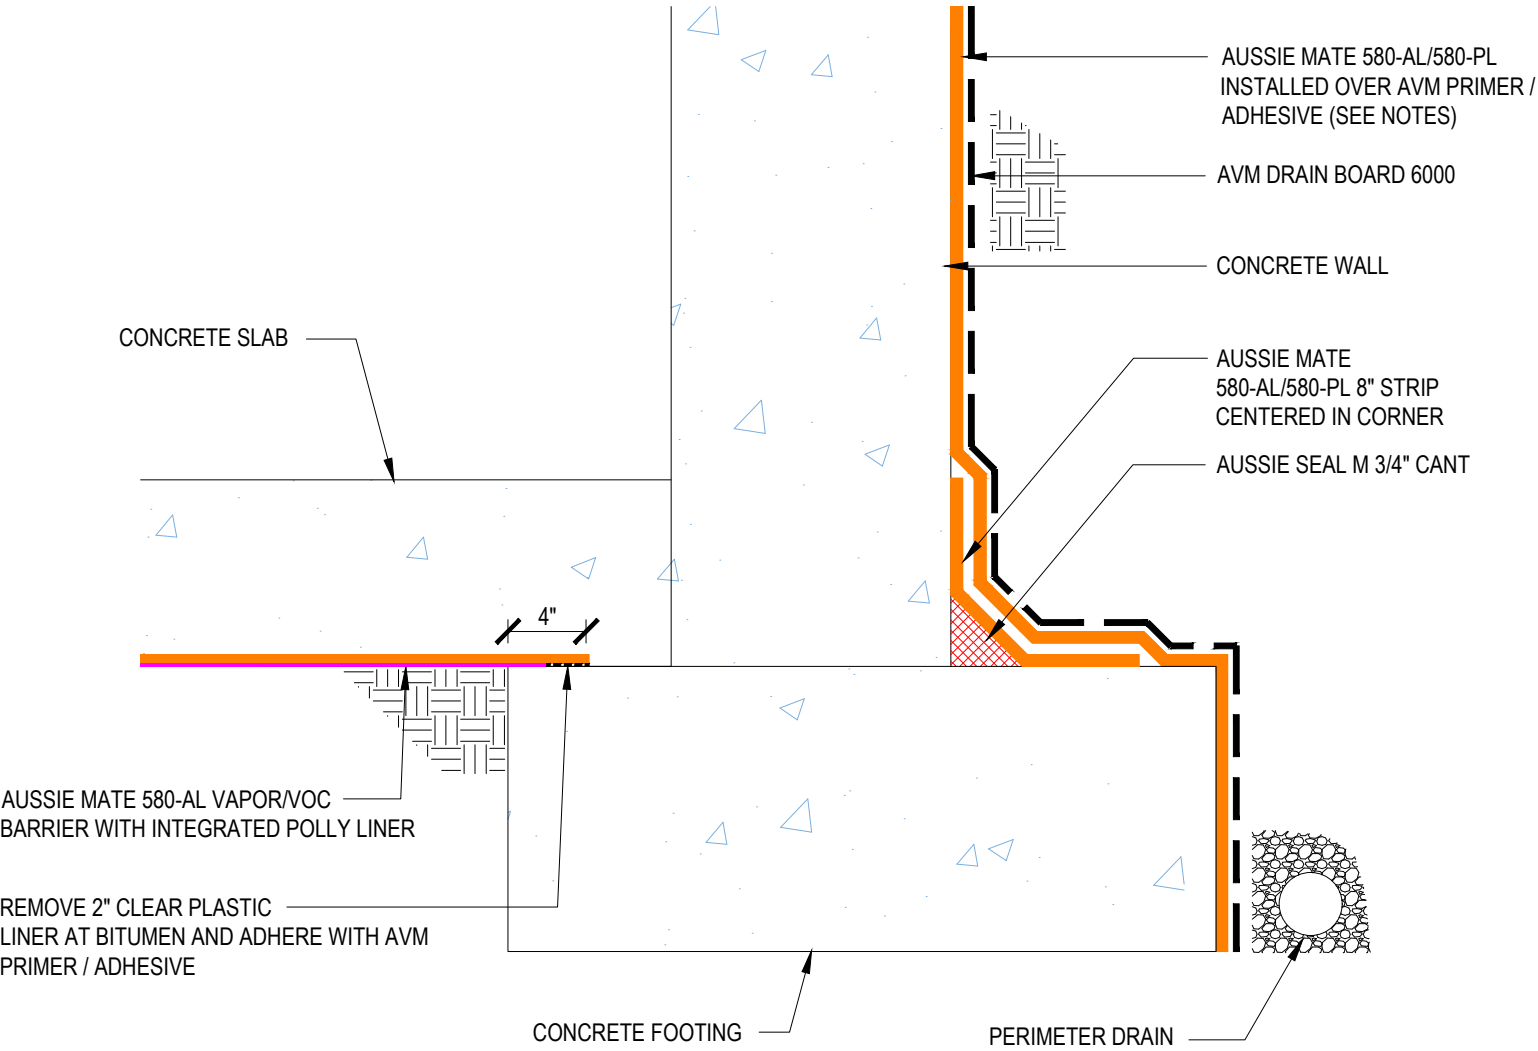 AUSSIE MATE 580-AL/580-PL
INSTALLED OVER AVM PRIMER /
ADHESIVE (SEE NOTES)
AVM DRAIN BOARD 6000
CONCRETE WALL
CONCRETE SLAB
AUSSIE MATE
580-AL/580-PL 8" STRIP
CENTERED IN CORNER
AUSSIE SEAL M 3/4" CANT
4"
AUSSIE MATE 580-AL VAPOR/VOC
BARRIER WITH INTEGRATED POLLY LINER
REMOVE 2" CLEAR PLASTIC
LINER AT BITUMEN AND ADHERE WITH AVM
PRIMER / ADHESIVE
CONCRETE FOOTING
PERIMETER DRAIN